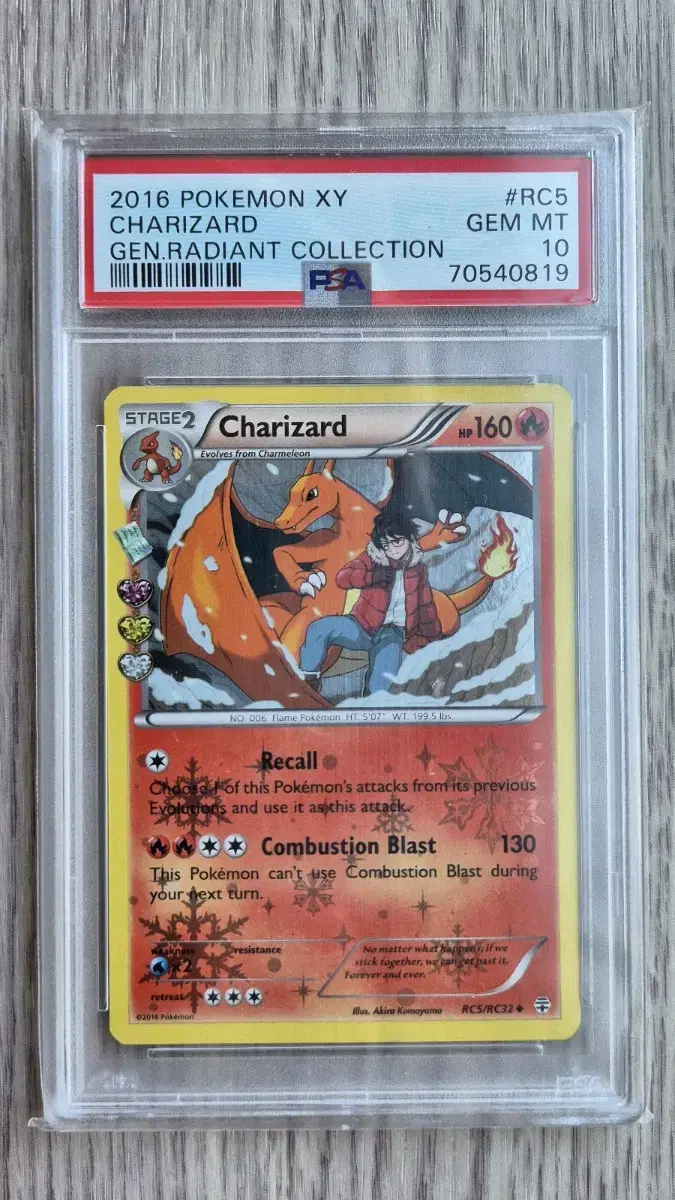 2016 POKEMON XY #RC5
CHARIZARD GEM MT
GEN.RADIANT COLLECTION 10
PSA 70540819
STAGE2 Charizard HP160
Evolves from Charmeleon
NO. 006 Flame Pokémon HT. 5'07" WT. 199.5 lbs.
Recall
Choose 1 of this Pokémon's attacks from its previous
Evolutions and use it as this attack.
Combustion Blast 130
This Pokémon can't use Combustion Blast during
your next turn.
weakness resistance
×2
No matter what happens, if we
stick together, we can get past it.
Forever and ever.
retreat
©2016 Pokémon
Illus. Akira Komayama RC5/RC32